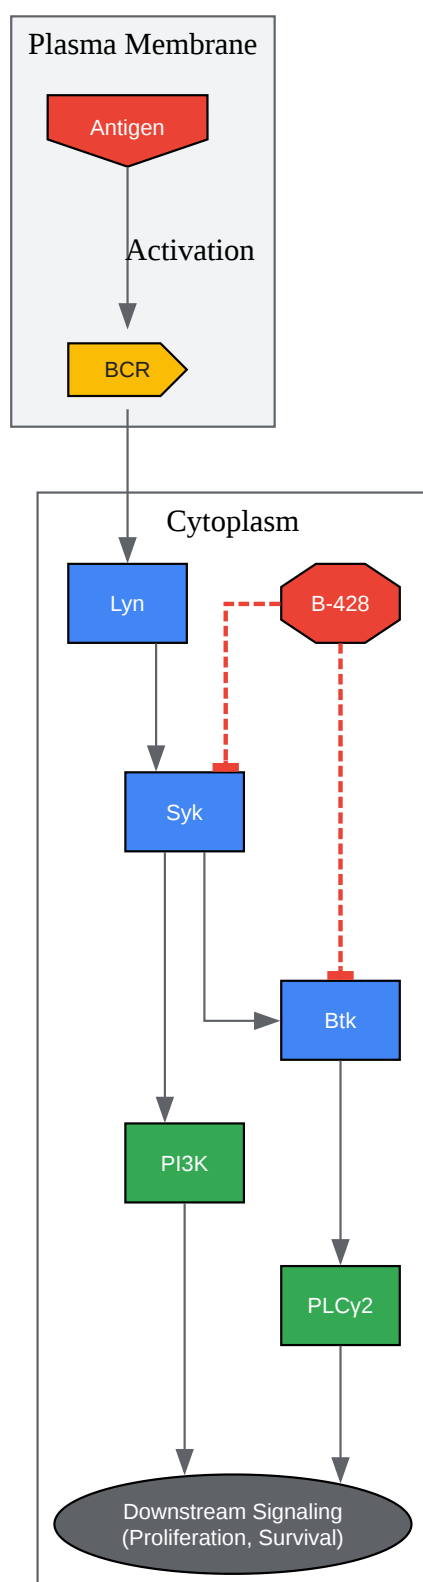 Plasma Membrane
Antigen
Activation
BCR
Cytoplasm
Lyn
B-428
Syk
Btk
PI3K
PLCγ2
Downstream Signaling
(Proliferation, Survival)